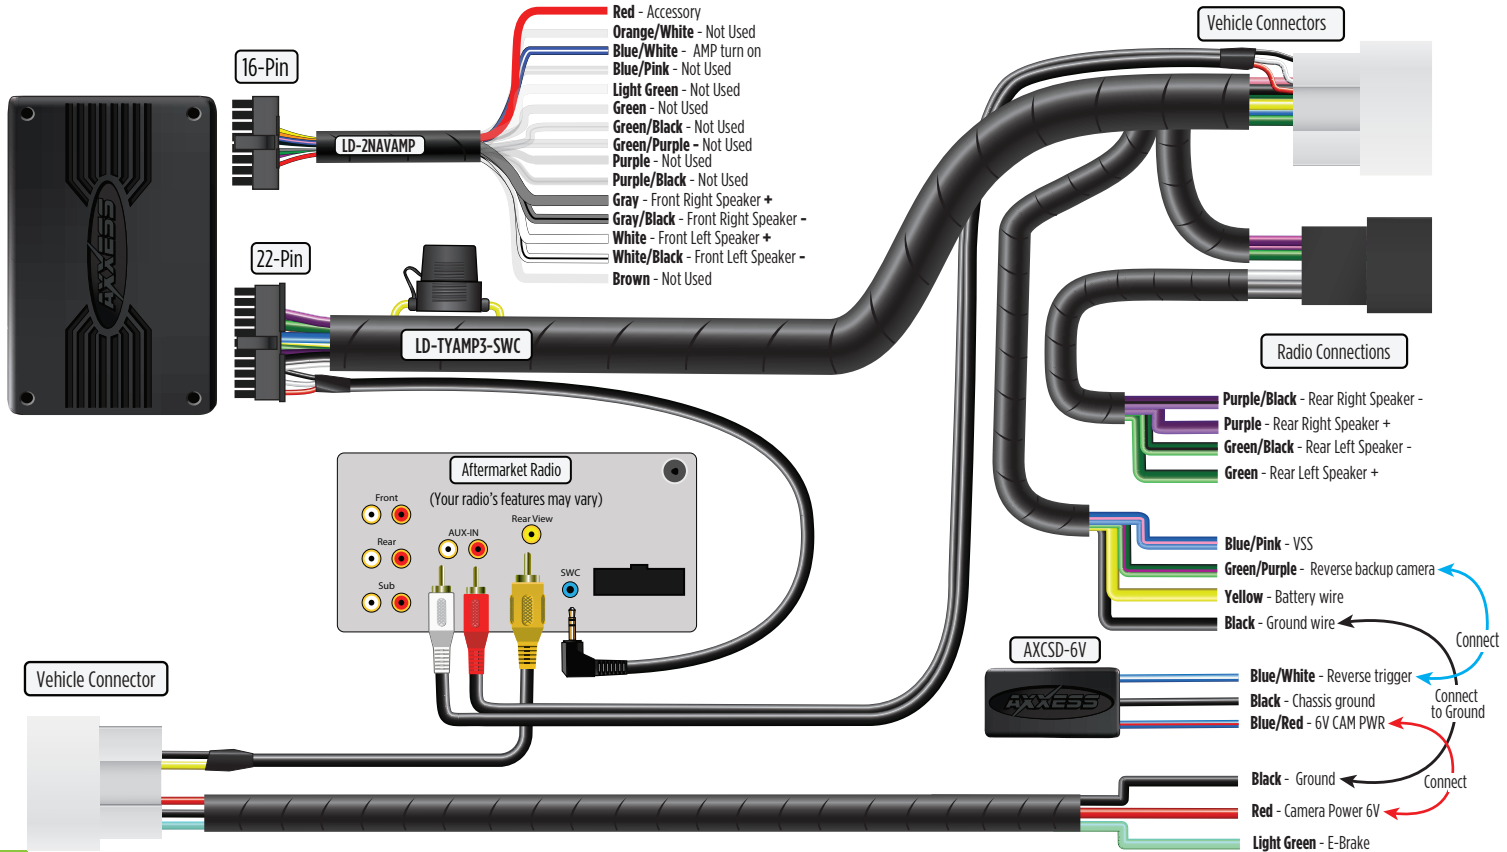 Red - Accessory
Orange/White - Not Used
Blue/White - AMP turn on
Blue/Pink - Not Used
Light Green - Not Used
Green - Not Used
Green/Black - Not Used
Green/Purple - Not Used
Purple - Not Used
Purple/Black - Not Used
Gray - Front Right Speaker +
Gray/Black - Front Right Speaker -
White - Front Left Speaker +
White/Black - Front Left Speaker -
Brown - Not Used
16-Pin
LD-2NAVAMP
AXXESS
22-Pin
LD-TYAMP3-SWC
Vehicle Connectors
Radio Connections
Purple/Black - Rear Right Speaker -
Purple - Rear Right Speaker +
Green/Black - Rear Left Speaker -
Green - Rear Left Speaker +
Aftermarket Radio
(Your radio's features may vary)
Front
Rear
Sub
AUX-IN
Rear View
SWC
Blue/Pink - VSS
Green/Purple - Reverse backup camera
Yellow - Battery wire
Black - Ground wire
Connect
AXCSD-6V
AXXESS
Blue/White - Reverse trigger
Black - Chassis ground
Blue/Red - 6V CAM PWR
Connect
to Ground
Vehicle Connector
Black - Ground
Connect
Red - Camera Power 6V
Light Green - E-Brake